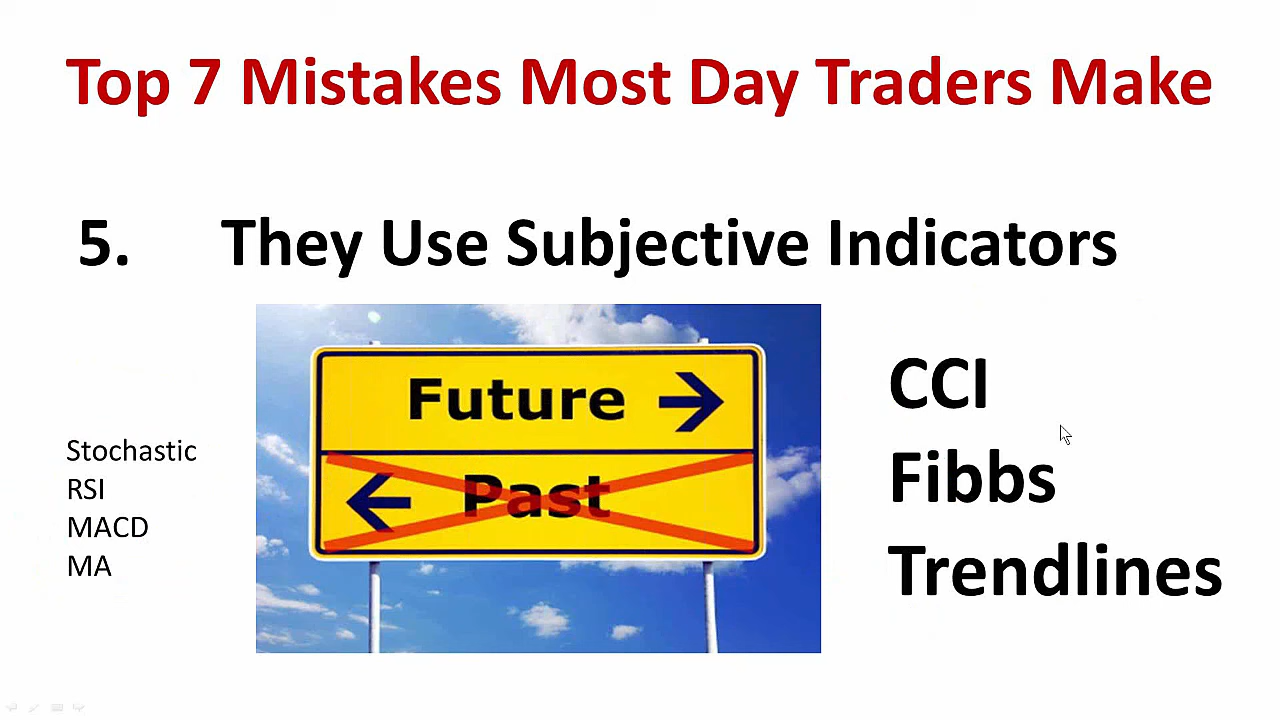 Top 7 Mistakes Most Day Traders Make
5. They Use Subjective Indicators
Stochastic
RSI
MACD
MA
Future
Past
CCI
Fibbs
Trendlines